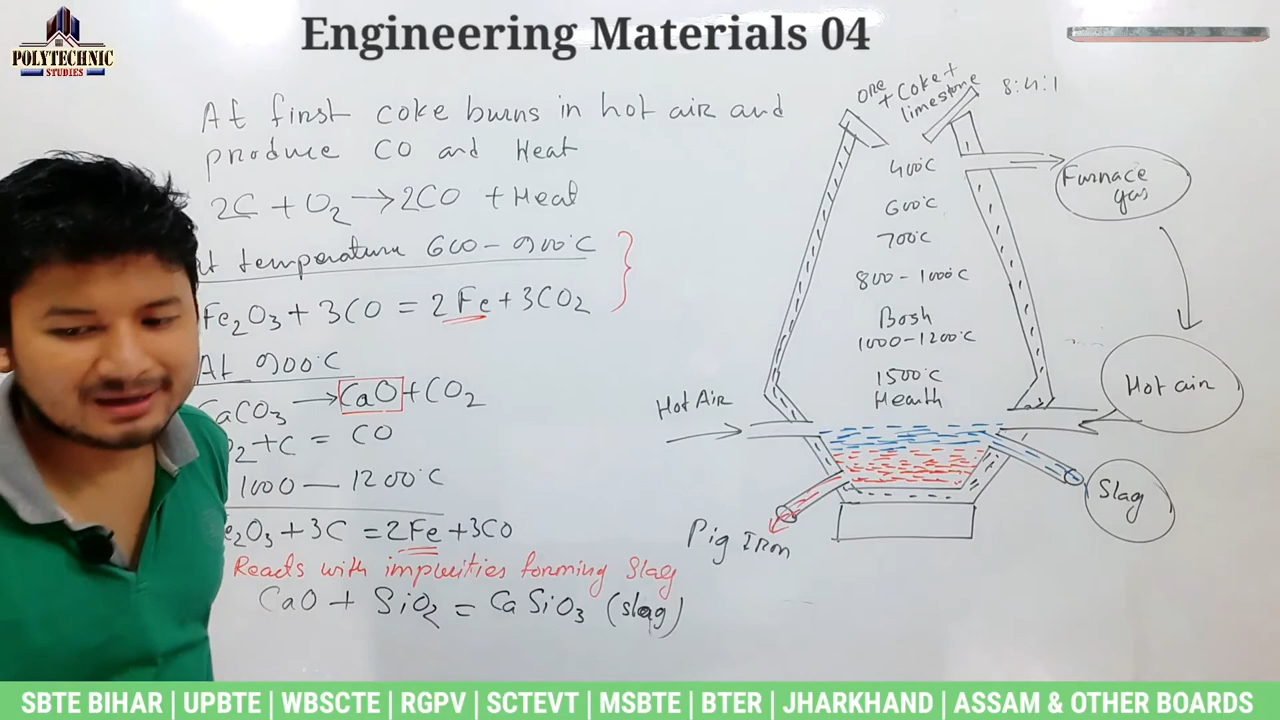 Engineering Materials 04
POLYTECHNIC
STUDIES
At first coke burns in hot air and
produce CO and Heat
2C + O₂ → 2CO + Heat
t temperature 600 - 900°C
Fe₂O₃ + 3CO = 2Fe + 3CO₂
At 900°C
CaCO₃ → CaO + CO₂
O₂ + C = CO
1000 — 1200°C
e₂O₃ + 3C = 2Fe + 3CO
Reacts with impurities forming Slag
CaO + SiO₂ = CaSiO₃ (slag)
ore
+ Coke +
limestone
8:4:1
400°C
600°C
700°C
800 - 1000°C
Bosh
1000 - 1200°C
1500°C
Hearth
Furnace
gas
Hot air
Hot Air
Slag
Pig Iron
SBTE BIHAR | UPBTE | WBSCTE | RGPV | SCTEVT | MSBTE | BTER | JHARKHAND | ASSAM & OTHER BOARDS